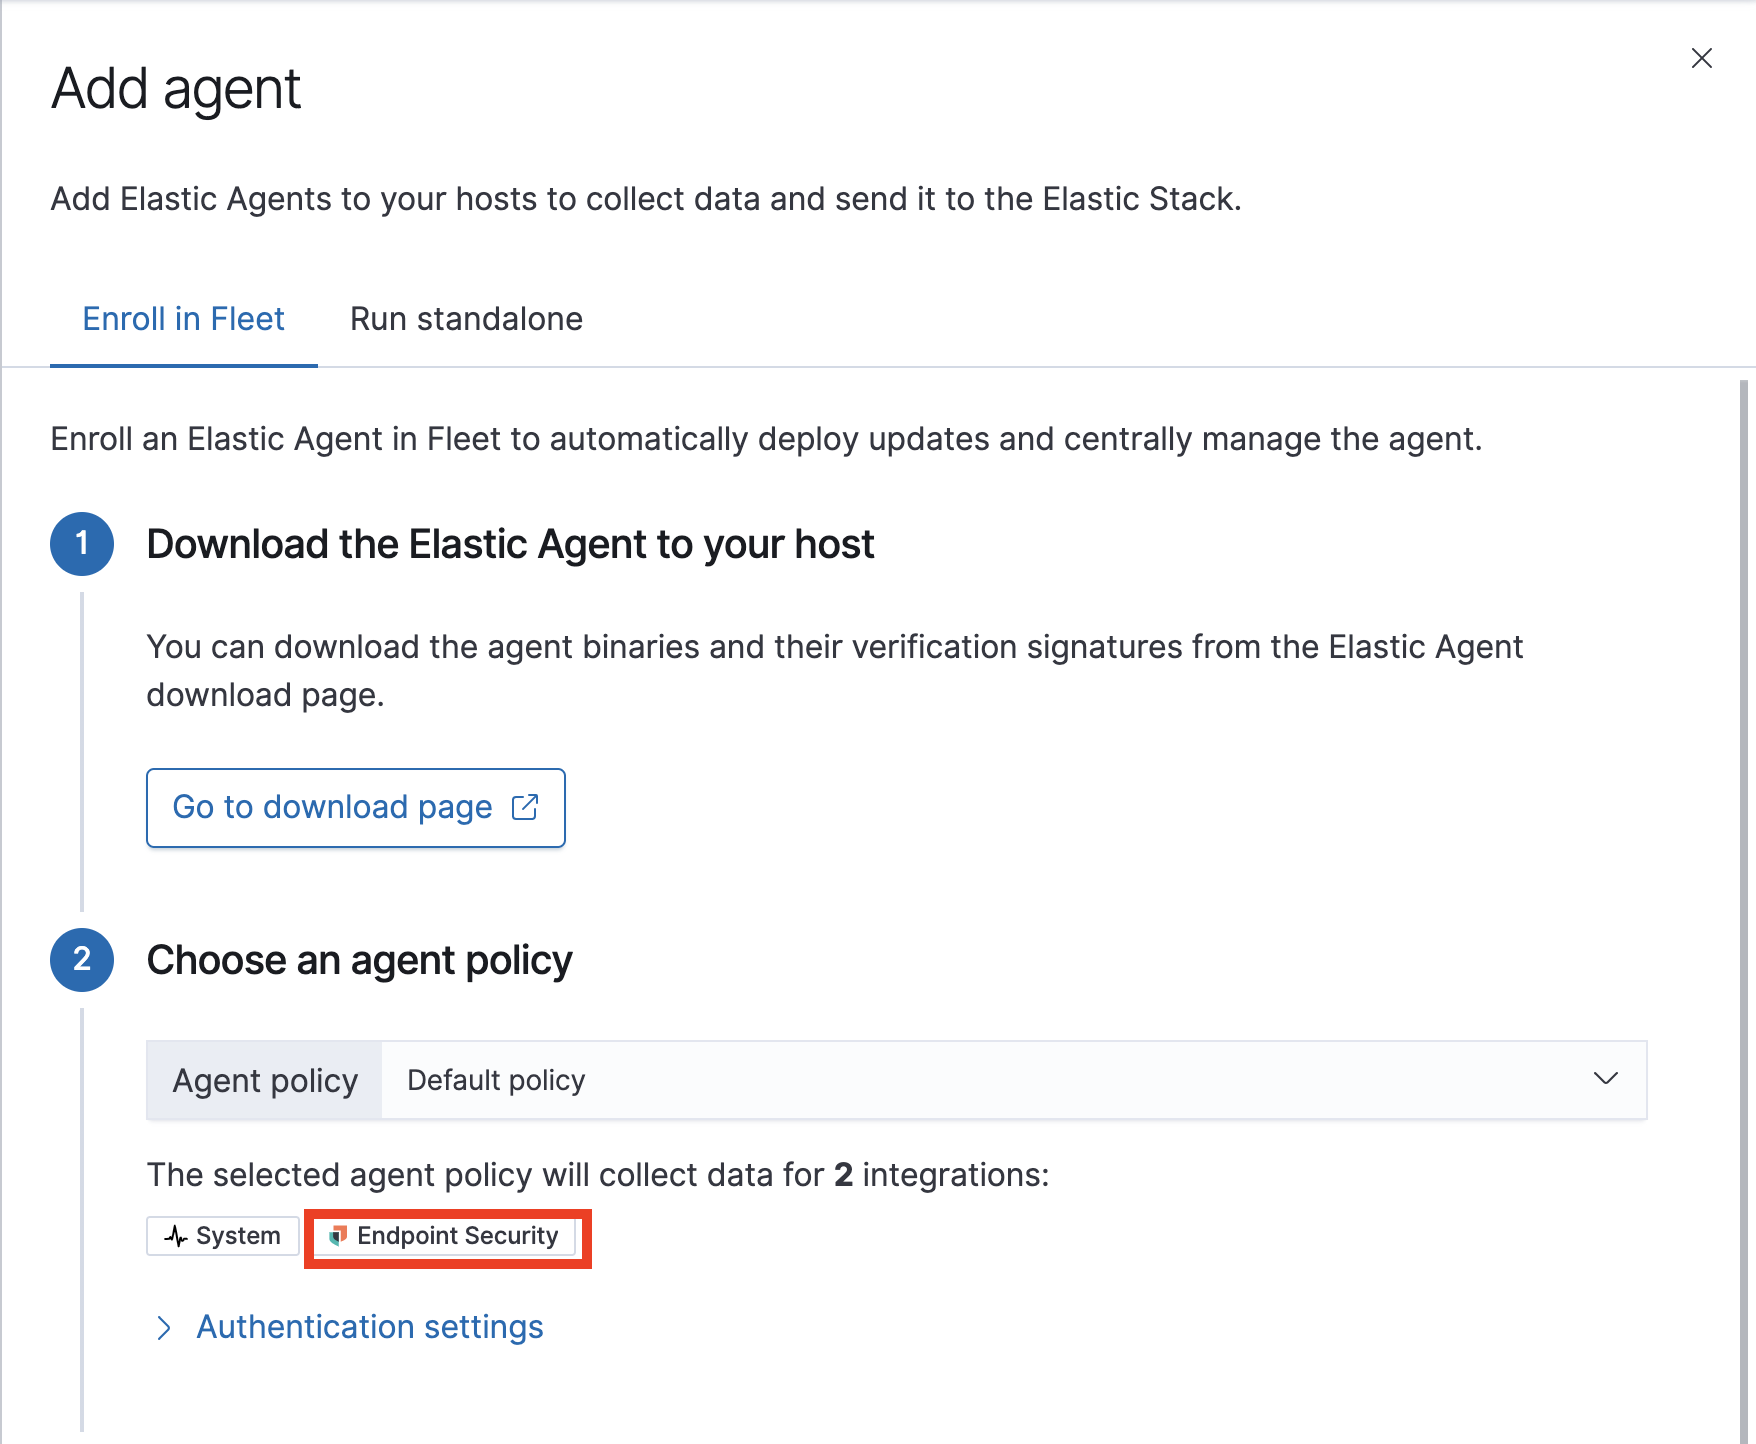 Add agent
Add Elastic Agents to your hosts to collect data and send it to the Elastic Stack.
Enroll in Fleet
Run standalone
Enroll an Elastic Agent in Fleet to automatically deploy updates and centrally manage the agent.
1
Download the Elastic Agent to your host
You can download the agent binaries and their verification signatures from the Elastic Agent
download page.
Go to download page
2
Choose an agent policy
Agent policy
Default policy
The selected agent policy will collect data for 2 integrations:
System
Endpoint Security
Authentication settings